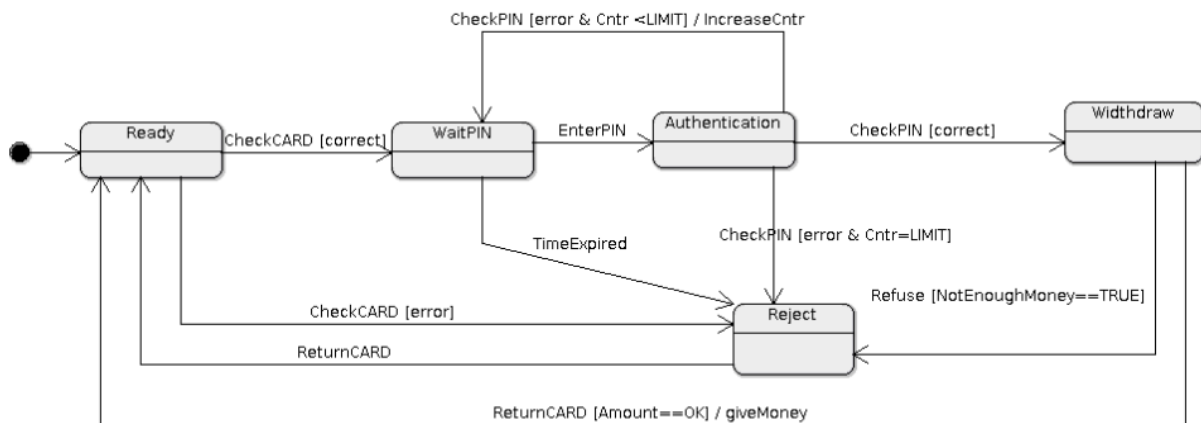 CheckPIN [error & Cntr <LIMIT] / IncreaseCntr
Ready
WaitPIN
Authentication
Widthdraw
CheckCARD [correct]
EnterPIN
CheckPIN [correct]
TimeExpired
CheckPIN [error & Cntr=LIMIT]
Refuse [NotEnoughMoney==TRUE]
CheckCARD [error]
Reject
ReturnCARD
ReturnCARD [Amount==OK] / giveMoney